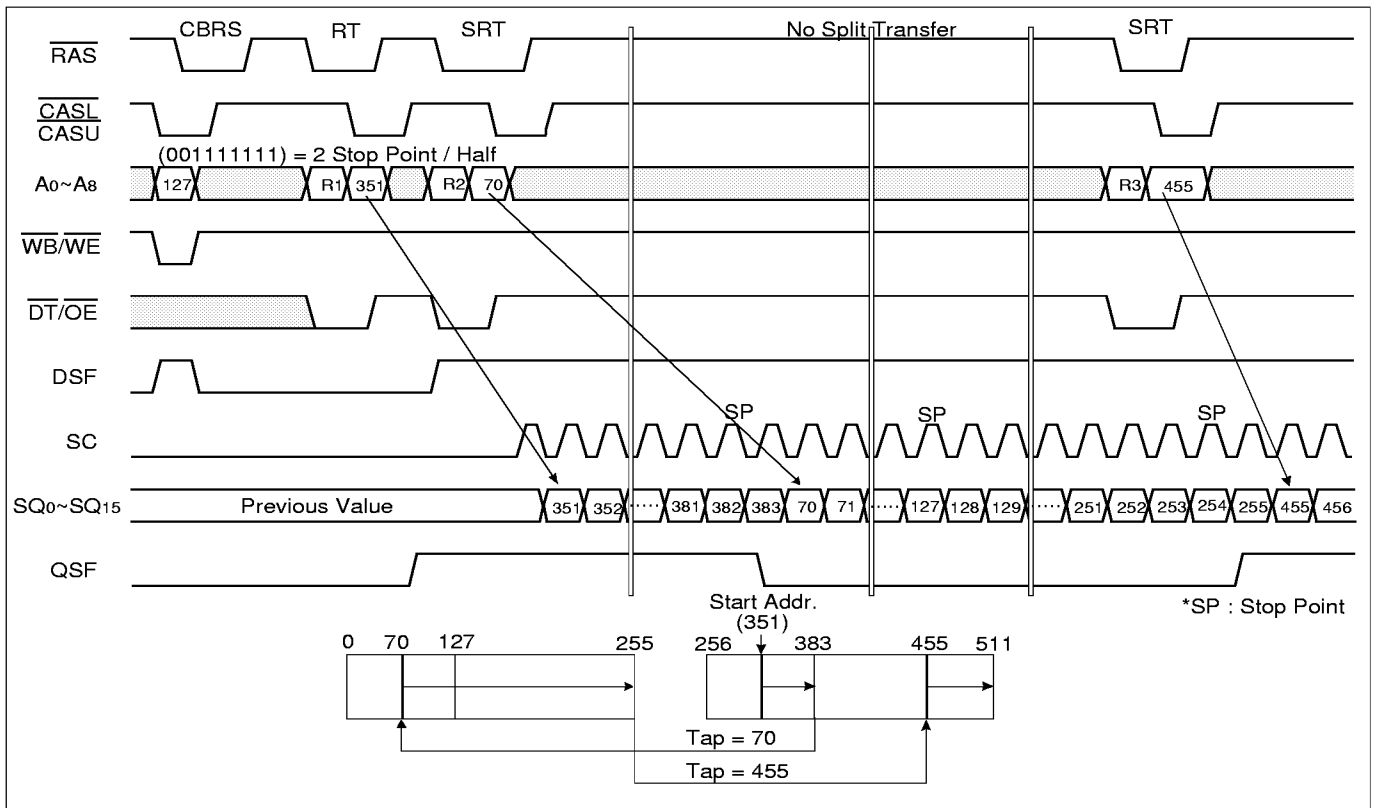 CBRS RT SRT No Split Transfer SRT
RAS
CASL
CASU
(001111111) = 2 Stop Point / Half
A0~A8 127 R1 351 R2 70 R3 455
WB/WE
DT/OE
DSF
SP SP SP
SC
SQ0~SQ15 Previous Value 351 352 ····· 381 382 383 70 71 ····· 127 128 129 ····· 251 252 253 254 255 455 456
QSF
*SP : Stop Point
Start Addr.
(351)
0 70 127 255 256 383 455 511
Tap = 70
Tap = 455